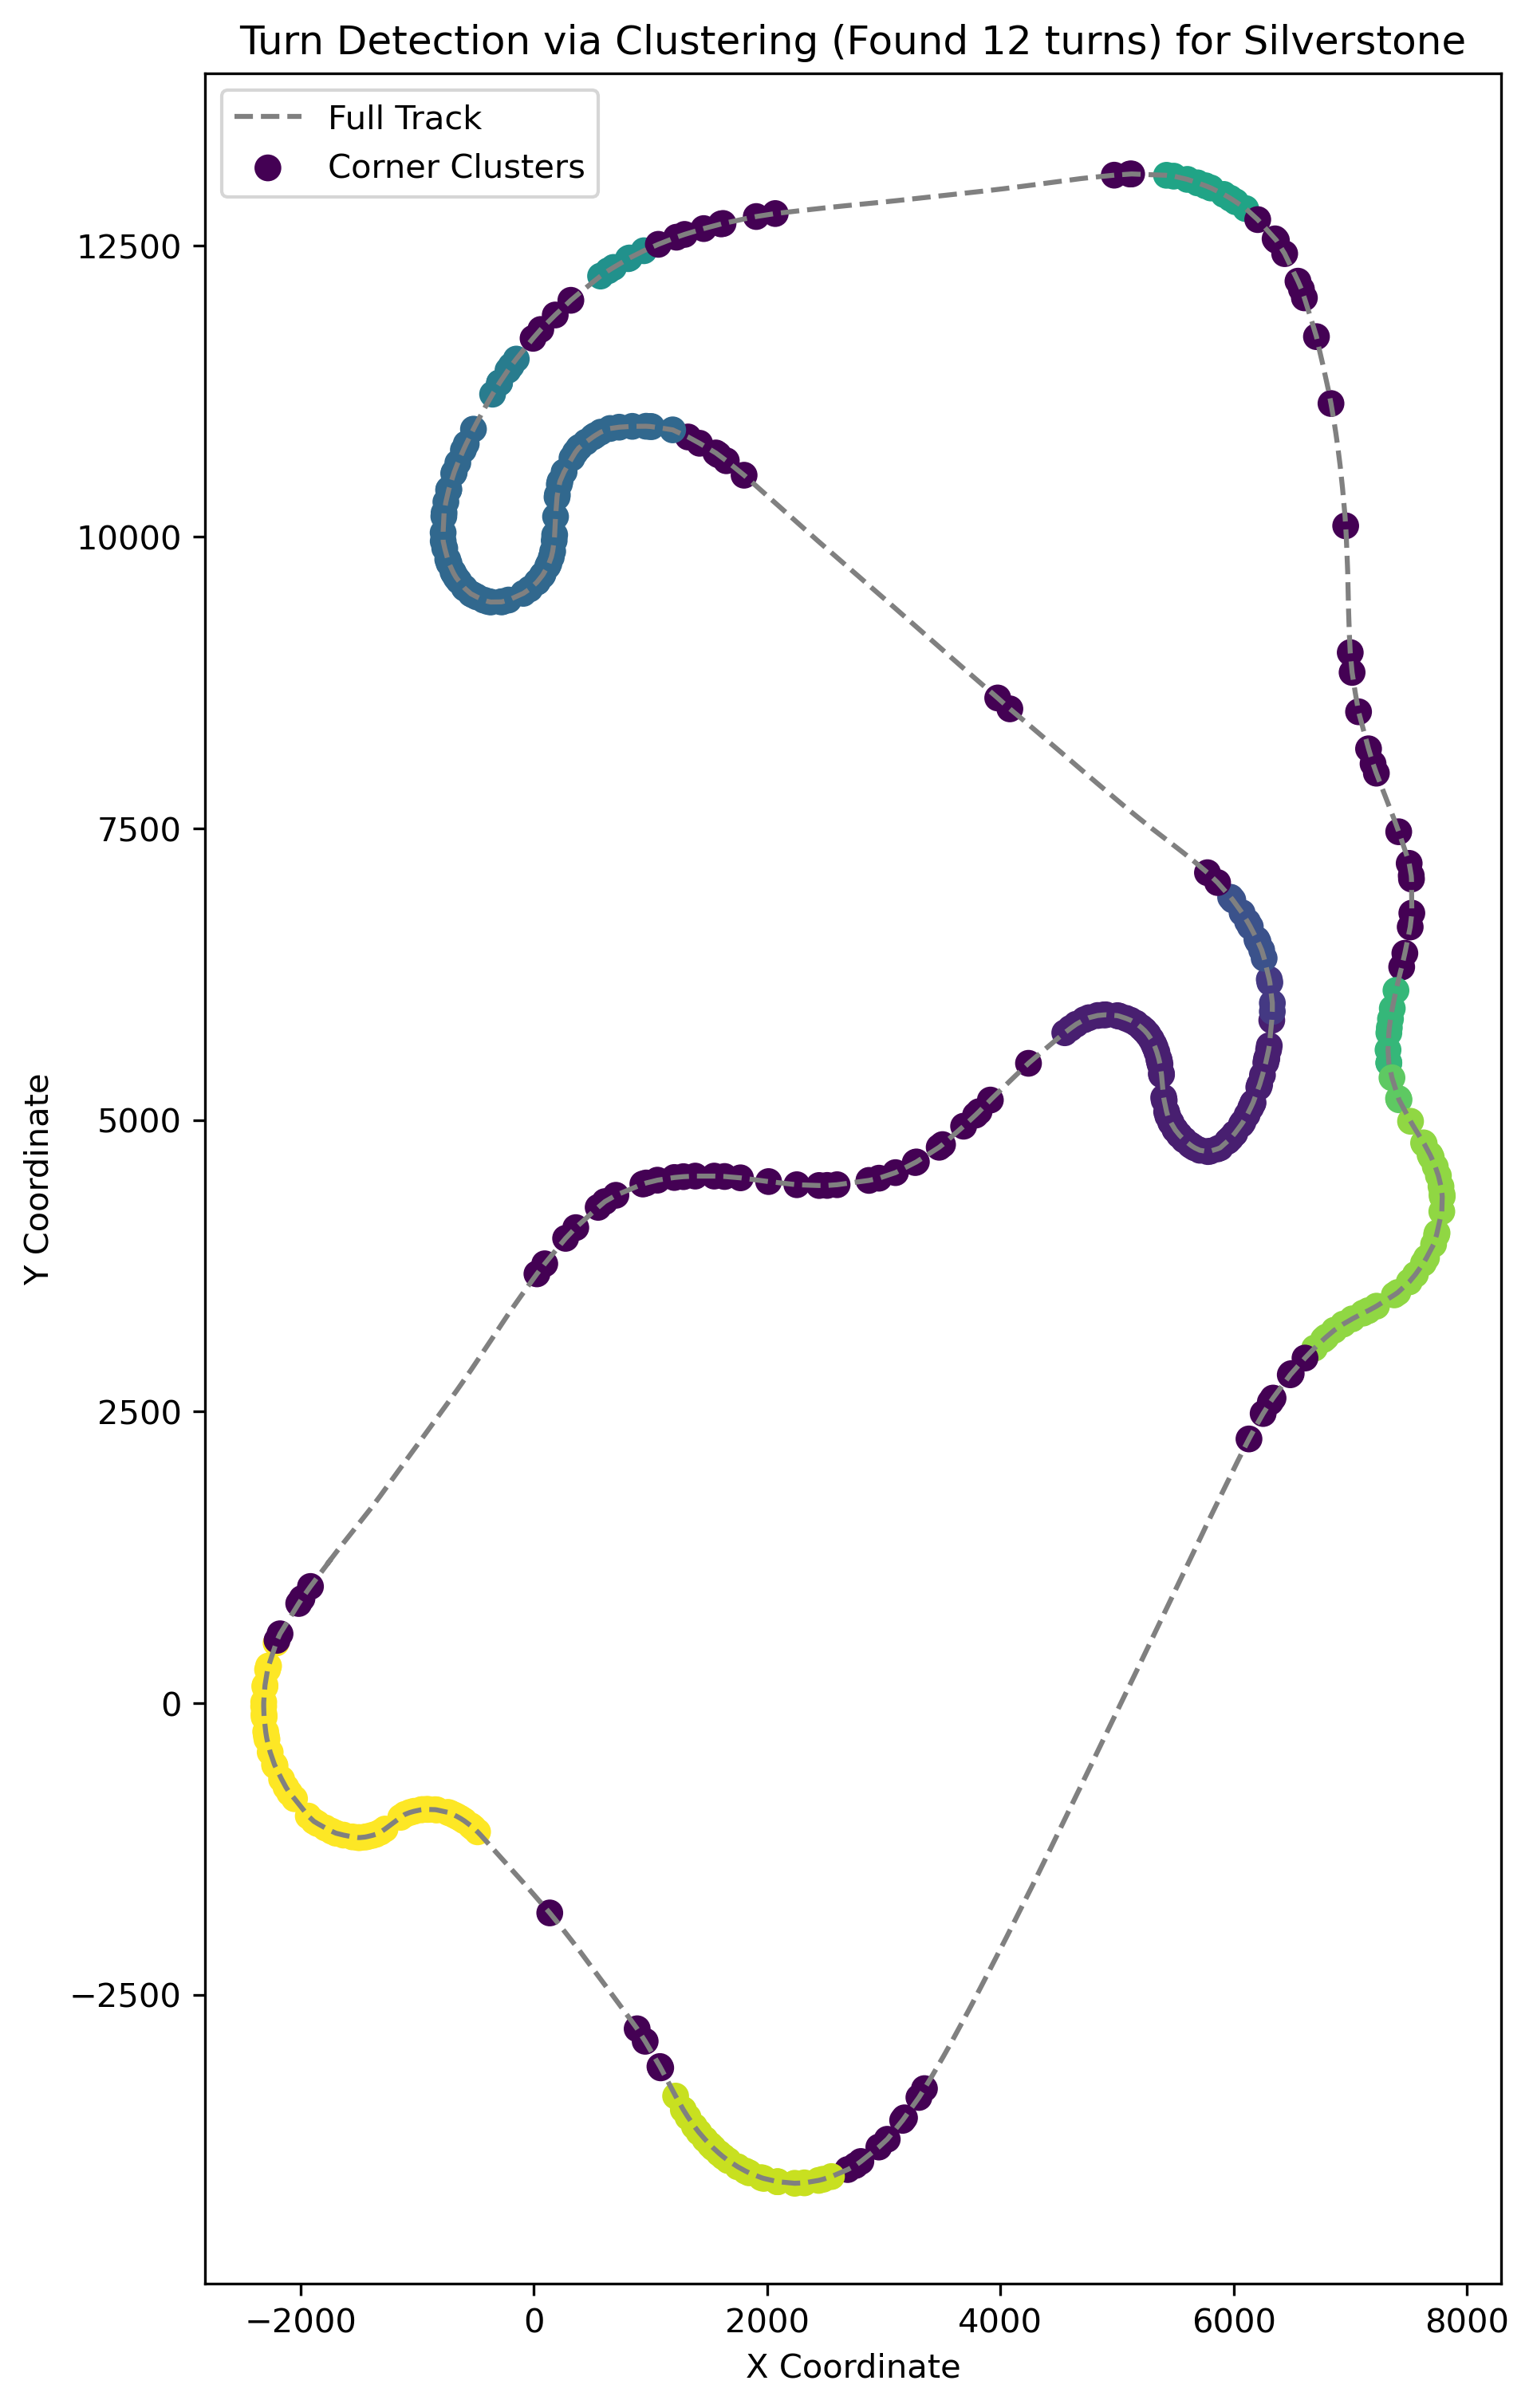 Turn Detection via Clustering (Found 12 turns) for Silverstone
Full Track
Corner Clusters
12500
10000
7500
5000
2500
0
−2500
Y Coordinate
−2000 0 2000 4000 6000 8000
X Coordinate